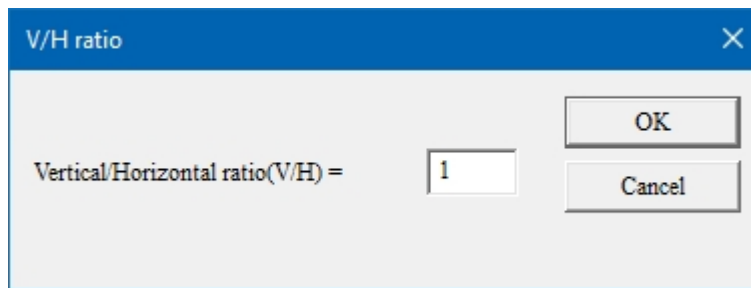 V/H ratio
OK
Vertical/Horizontal ratio(V/H) = 1
Cancel